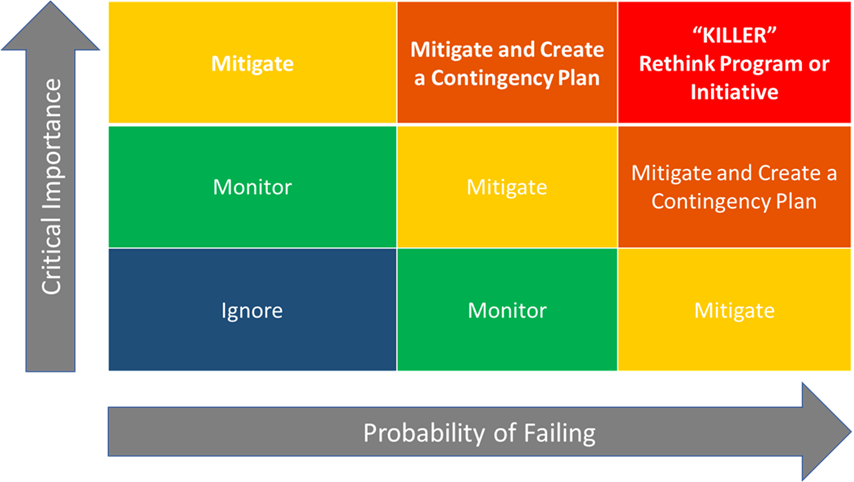 Critical Importance
Mitigate
Mitigate and Create
a Contingency Plan
“KILLER”
Rethink Program or
Initiative
Monitor
Mitigate
Mitigate and Create a
Contingency Plan
Ignore
Monitor
Mitigate
Probability of Failing